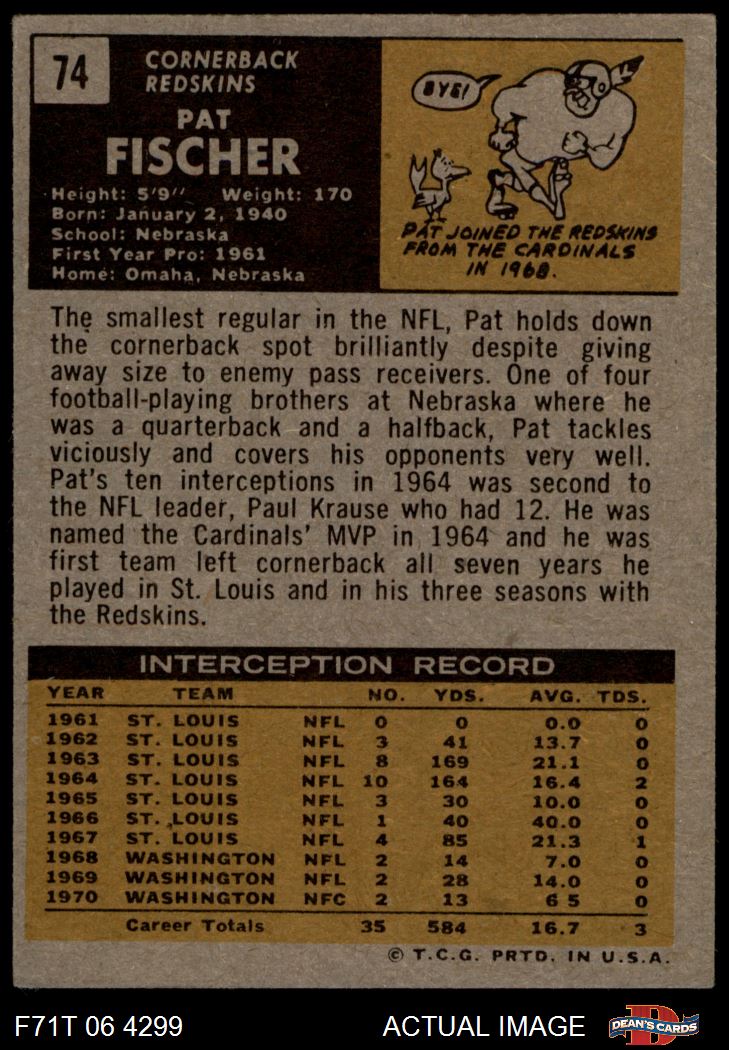 74
CORNERBACK
REDSKINS
PAT
FISCHER
Height: 5'9" Weight: 170
Born: January 2, 1940
School: Nebraska
First Year Pro: 1961
Home: Omaha, Nebraska
BYE!
PAT JOINED THE REDSKINS
FROM THE CARDINALS
IN 1968.
The smallest regular in the NFL, Pat holds down
the cornerback spot brilliantly despite giving
away size to enemy pass receivers. One of four
football-playing brothers at Nebraska where he
was a quarterback and a halfback, Pat tackles
viciously and covers his opponents very well.
Pat's ten interceptions in 1964 was second to
the NFL leader, Paul Krause who had 12. He was
named the Cardinals' MVP in 1964 and he was
first team left cornerback all seven years he
played in St. Louis and in his three seasons with
the Redskins.
INTERCEPTION RECORD
YEAR TEAM NO. YDS. AVG. TDS.
1961 ST. LOUIS NFL 0 0 0.0 0
1962 ST. LOUIS NFL 3 41 13.7 0
1963 ST. LOUIS NFL 8 169 21.1 0
1964 ST. LOUIS NFL 10 164 16.4 2
1965 ST. LOUIS NFL 3 30 10.0 0
1966 ST. LOUIS NFL 1 40 40.0 0
1967 ST. LOUIS NFL 4 85 21.3 1
1968 WASHINGTON NFL 2 14 7.0 0
1969 WASHINGTON NFL 2 28 14.0 0
1970 WASHINGTON NFC 2 13 6 5 0
Career Totals 35 584 16.7 3
© T.C.G. PRTD. IN U.S.A.
F71T 06 4299 ACTUAL IMAGE D DEAN'S CARDS